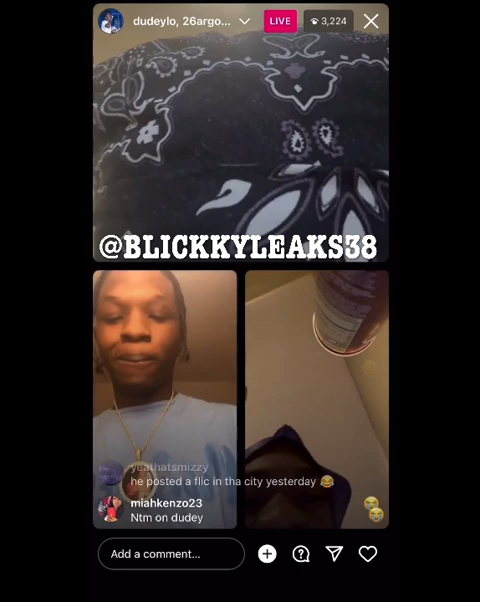 dudeylo, 26argo...
LIVE
3,224
@BLICKKYLEAKS38
yeathatsmizzy
he posted a flic in tha city yesterday 😂
miahkenzo23
Ntm on dudey
Add a comment...